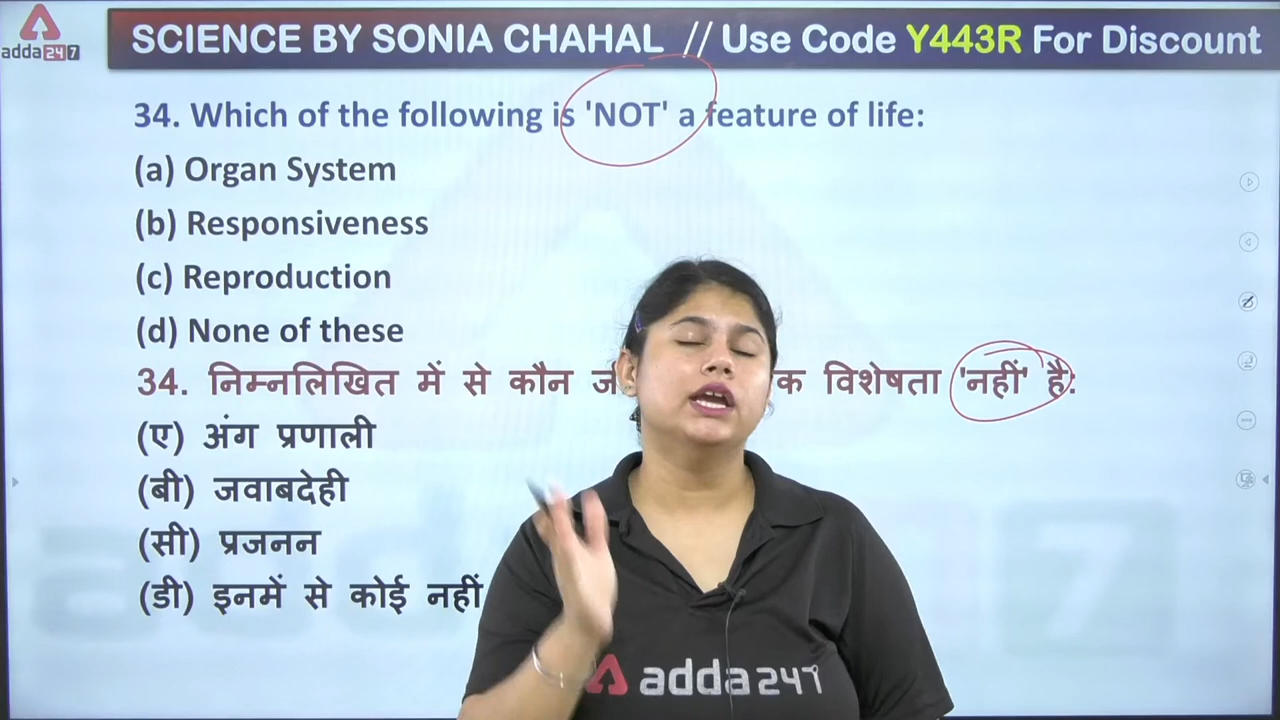 adda247
SCIENCE BY SONIA CHAHAL // Use Code Y443R For Discount
34. Which of the following is 'NOT' a feature of life:
(a) Organ System
(b) Responsiveness
(c) Reproduction
(d) None of these
34. निम्नलिखित में से कौन विशेषता 'नहीं' है:
(ए) अंग प्रणाली
(बी) जवाबदेही
(सी) प्रजनन
(डी) इनमें से कोई नहीं
adda247